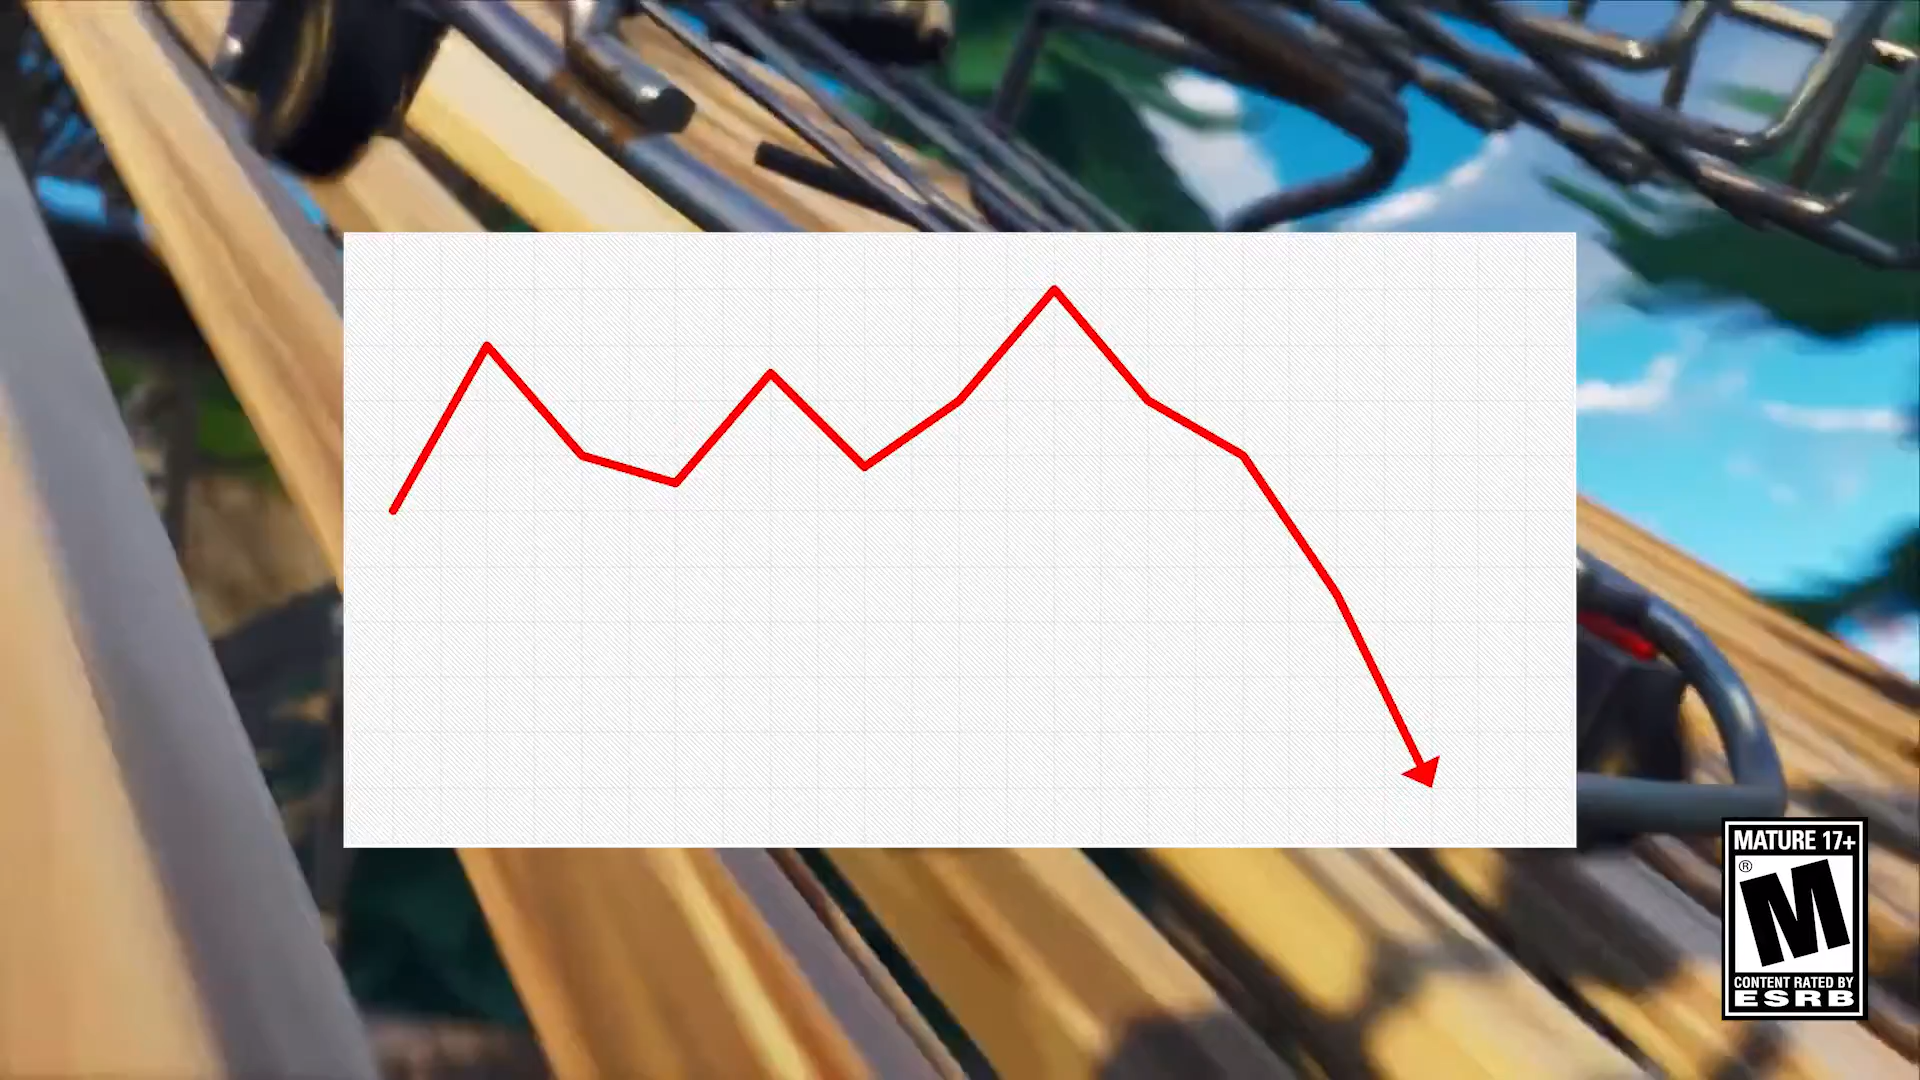 MATURE 17+
®
M
CONTENT RATED BY
ESRB